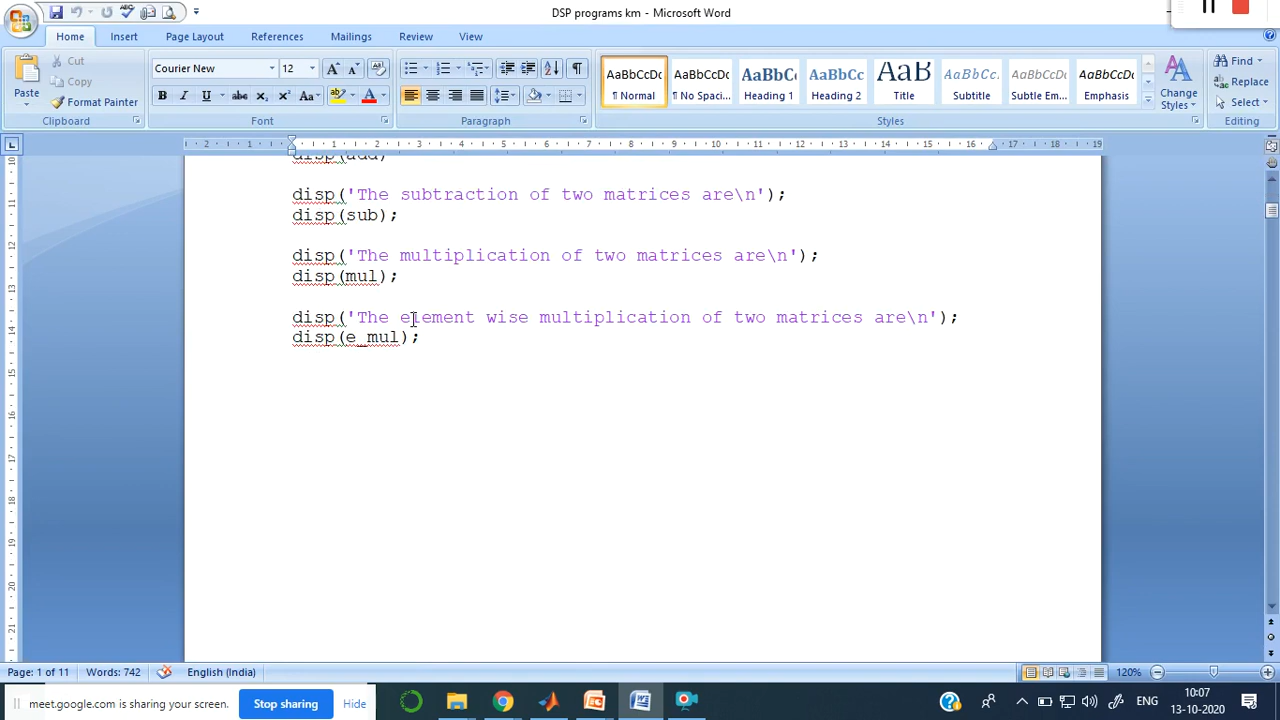 DSP programs km - Microsoft Word
Home Insert Page Layout References Mailings Review View
Paste
Cut
Copy
Format Painter
Clipboard
Courier New 12
Font
Paragraph
AaBbCcDc AaBbCcDc AaBbCc AaBbCc AaB AaBbCc. AaBbCcDc AaBbCcDc
¶ Normal ¶ No Spaci... Heading 1 Heading 2 Title Subtitle Subtle Em... Emphasis
Change Styles
Styles
Find
Replace
Select
Editing
disp(add)
disp('The subtraction of two matrices are\n');
disp(sub);
disp('The multiplication of two matrices are\n');
disp(mul);
disp('The element wise multiplication of two matrices are\n');
disp(e_mul);
Page: 1 of 11 Words: 742 English (India) 120%
meet.google.com is sharing your screen. Stop sharing Hide
ENG
10:07
13-10-2020